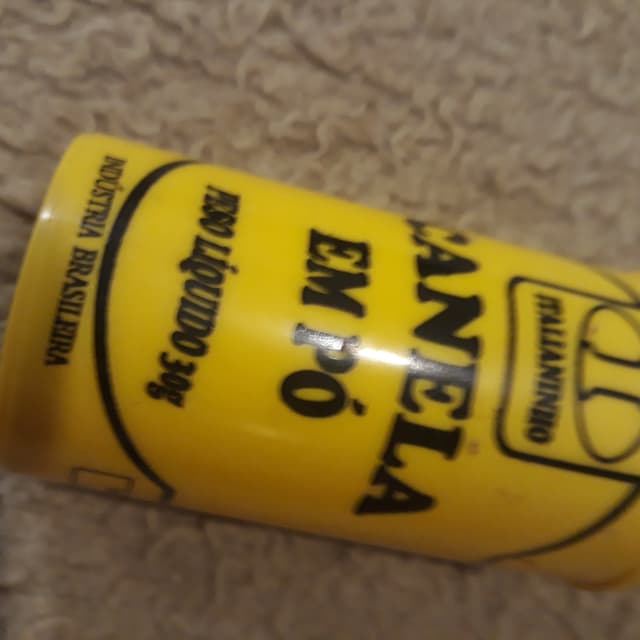 ITALIANINHO
CANELA
EM PÓ
PESO LÍQUIDO 30g
INDÚSTRIA BRASILEIRA